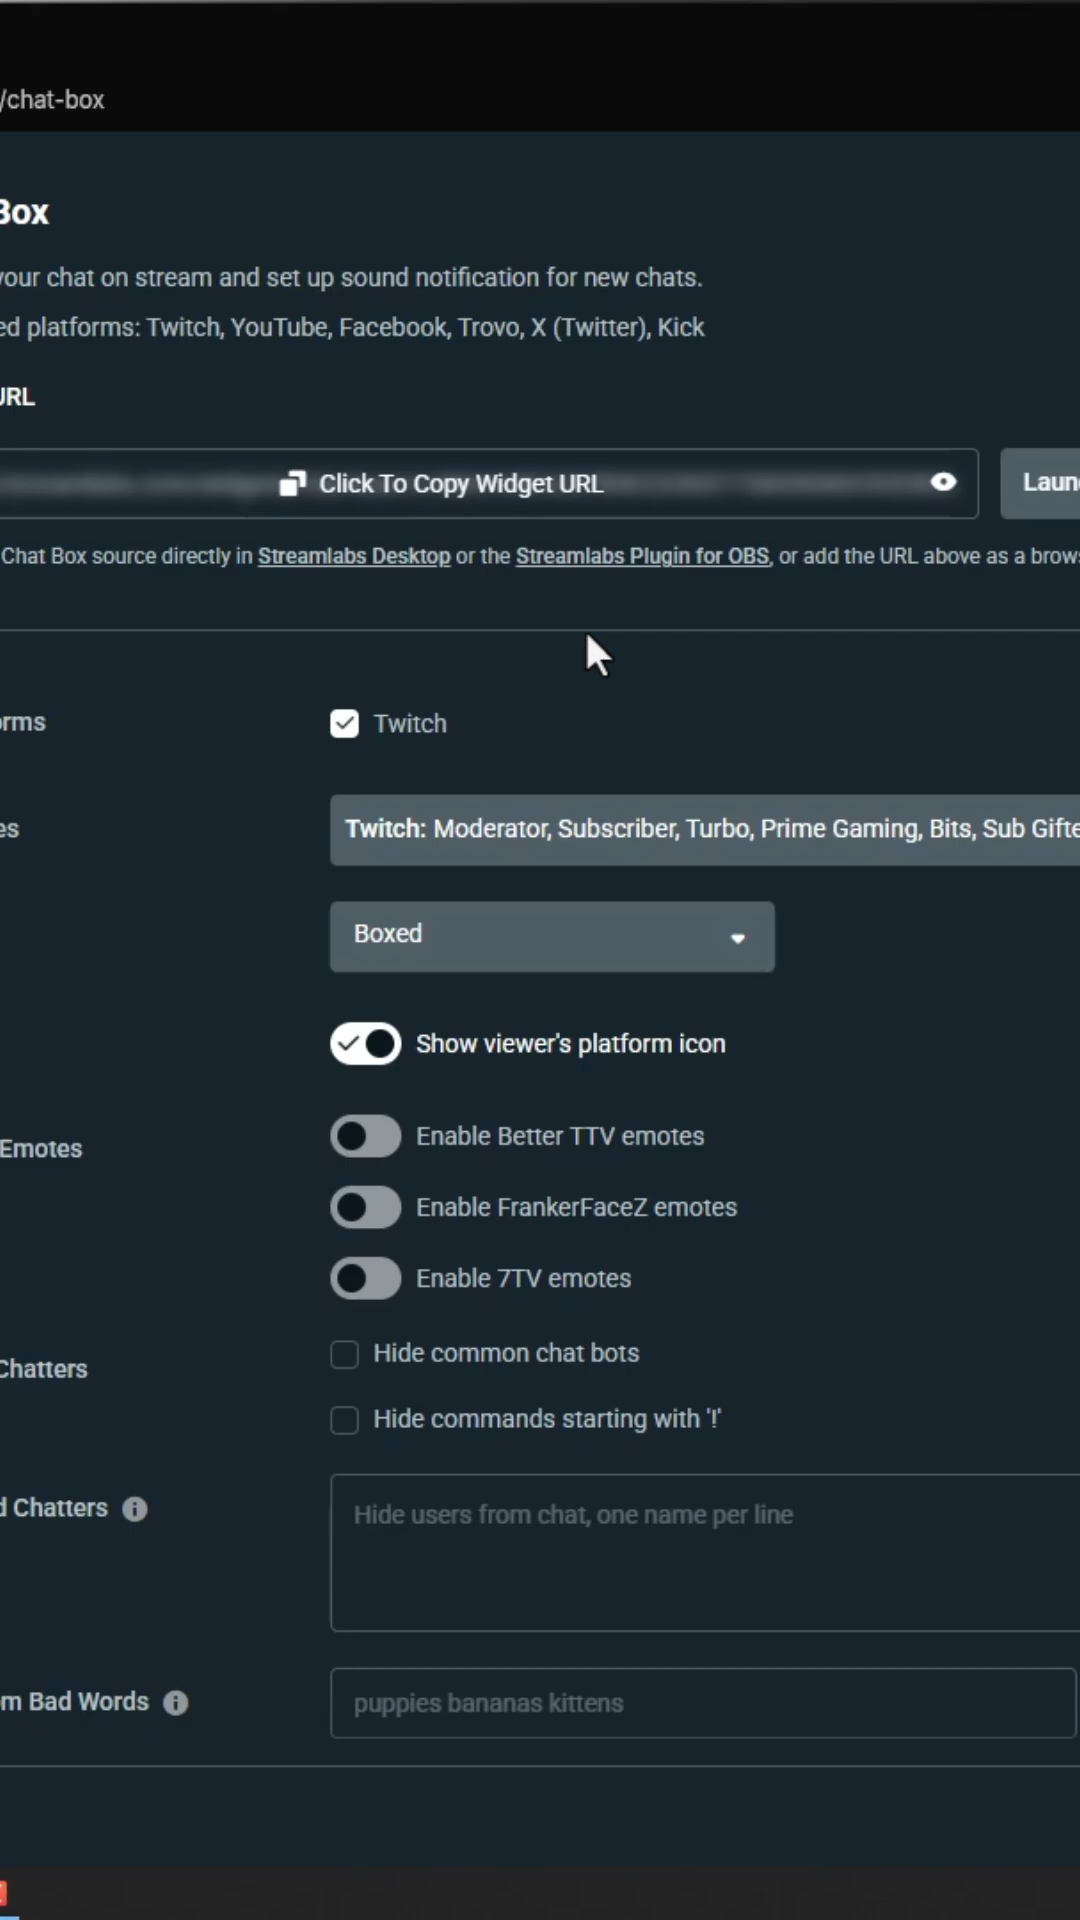 /chat-box
Box
your chat on stream and set up sound notification for new chats.
ed platforms: Twitch, YouTube, Facebook, Trovo, X (Twitter), Kick
URL
Click To Copy Widget URL
Laun
Chat Box source directly in Streamlabs Desktop or the Streamlabs Plugin for OBS, or add the URL above as a brows
orms
Twitch
es
Twitch: Moderator, Subscriber, Turbo, Prime Gaming, Bits, Sub Gifte
Boxed
Show viewer's platform icon
Emotes
Enable Better TTV emotes
Enable FrankerFaceZ emotes
Enable 7TV emotes
Chatters
Hide common chat bots
Hide commands starting with '!'
d Chatters
Hide users from chat, one name per line
m Bad Words
puppies bananas kittens